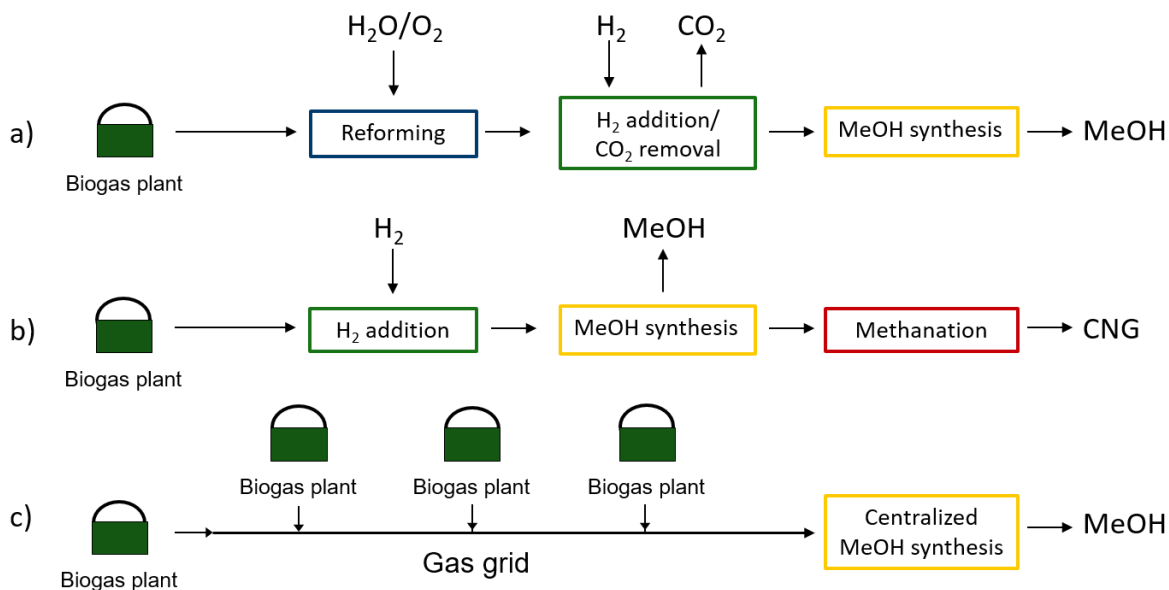 H₂O/O₂
H₂
CO₂
a)
Biogas plant
Reforming
H₂ addition/
CO₂ removal
MeOH synthesis
MeOH
H₂
MeOH
b)
Biogas plant
H₂ addition
MeOH synthesis
Methanation
CNG
Biogas plant
Biogas plant
Biogas plant
c)
Biogas plant
Gas grid
Centralized
MeOH synthesis
MeOH